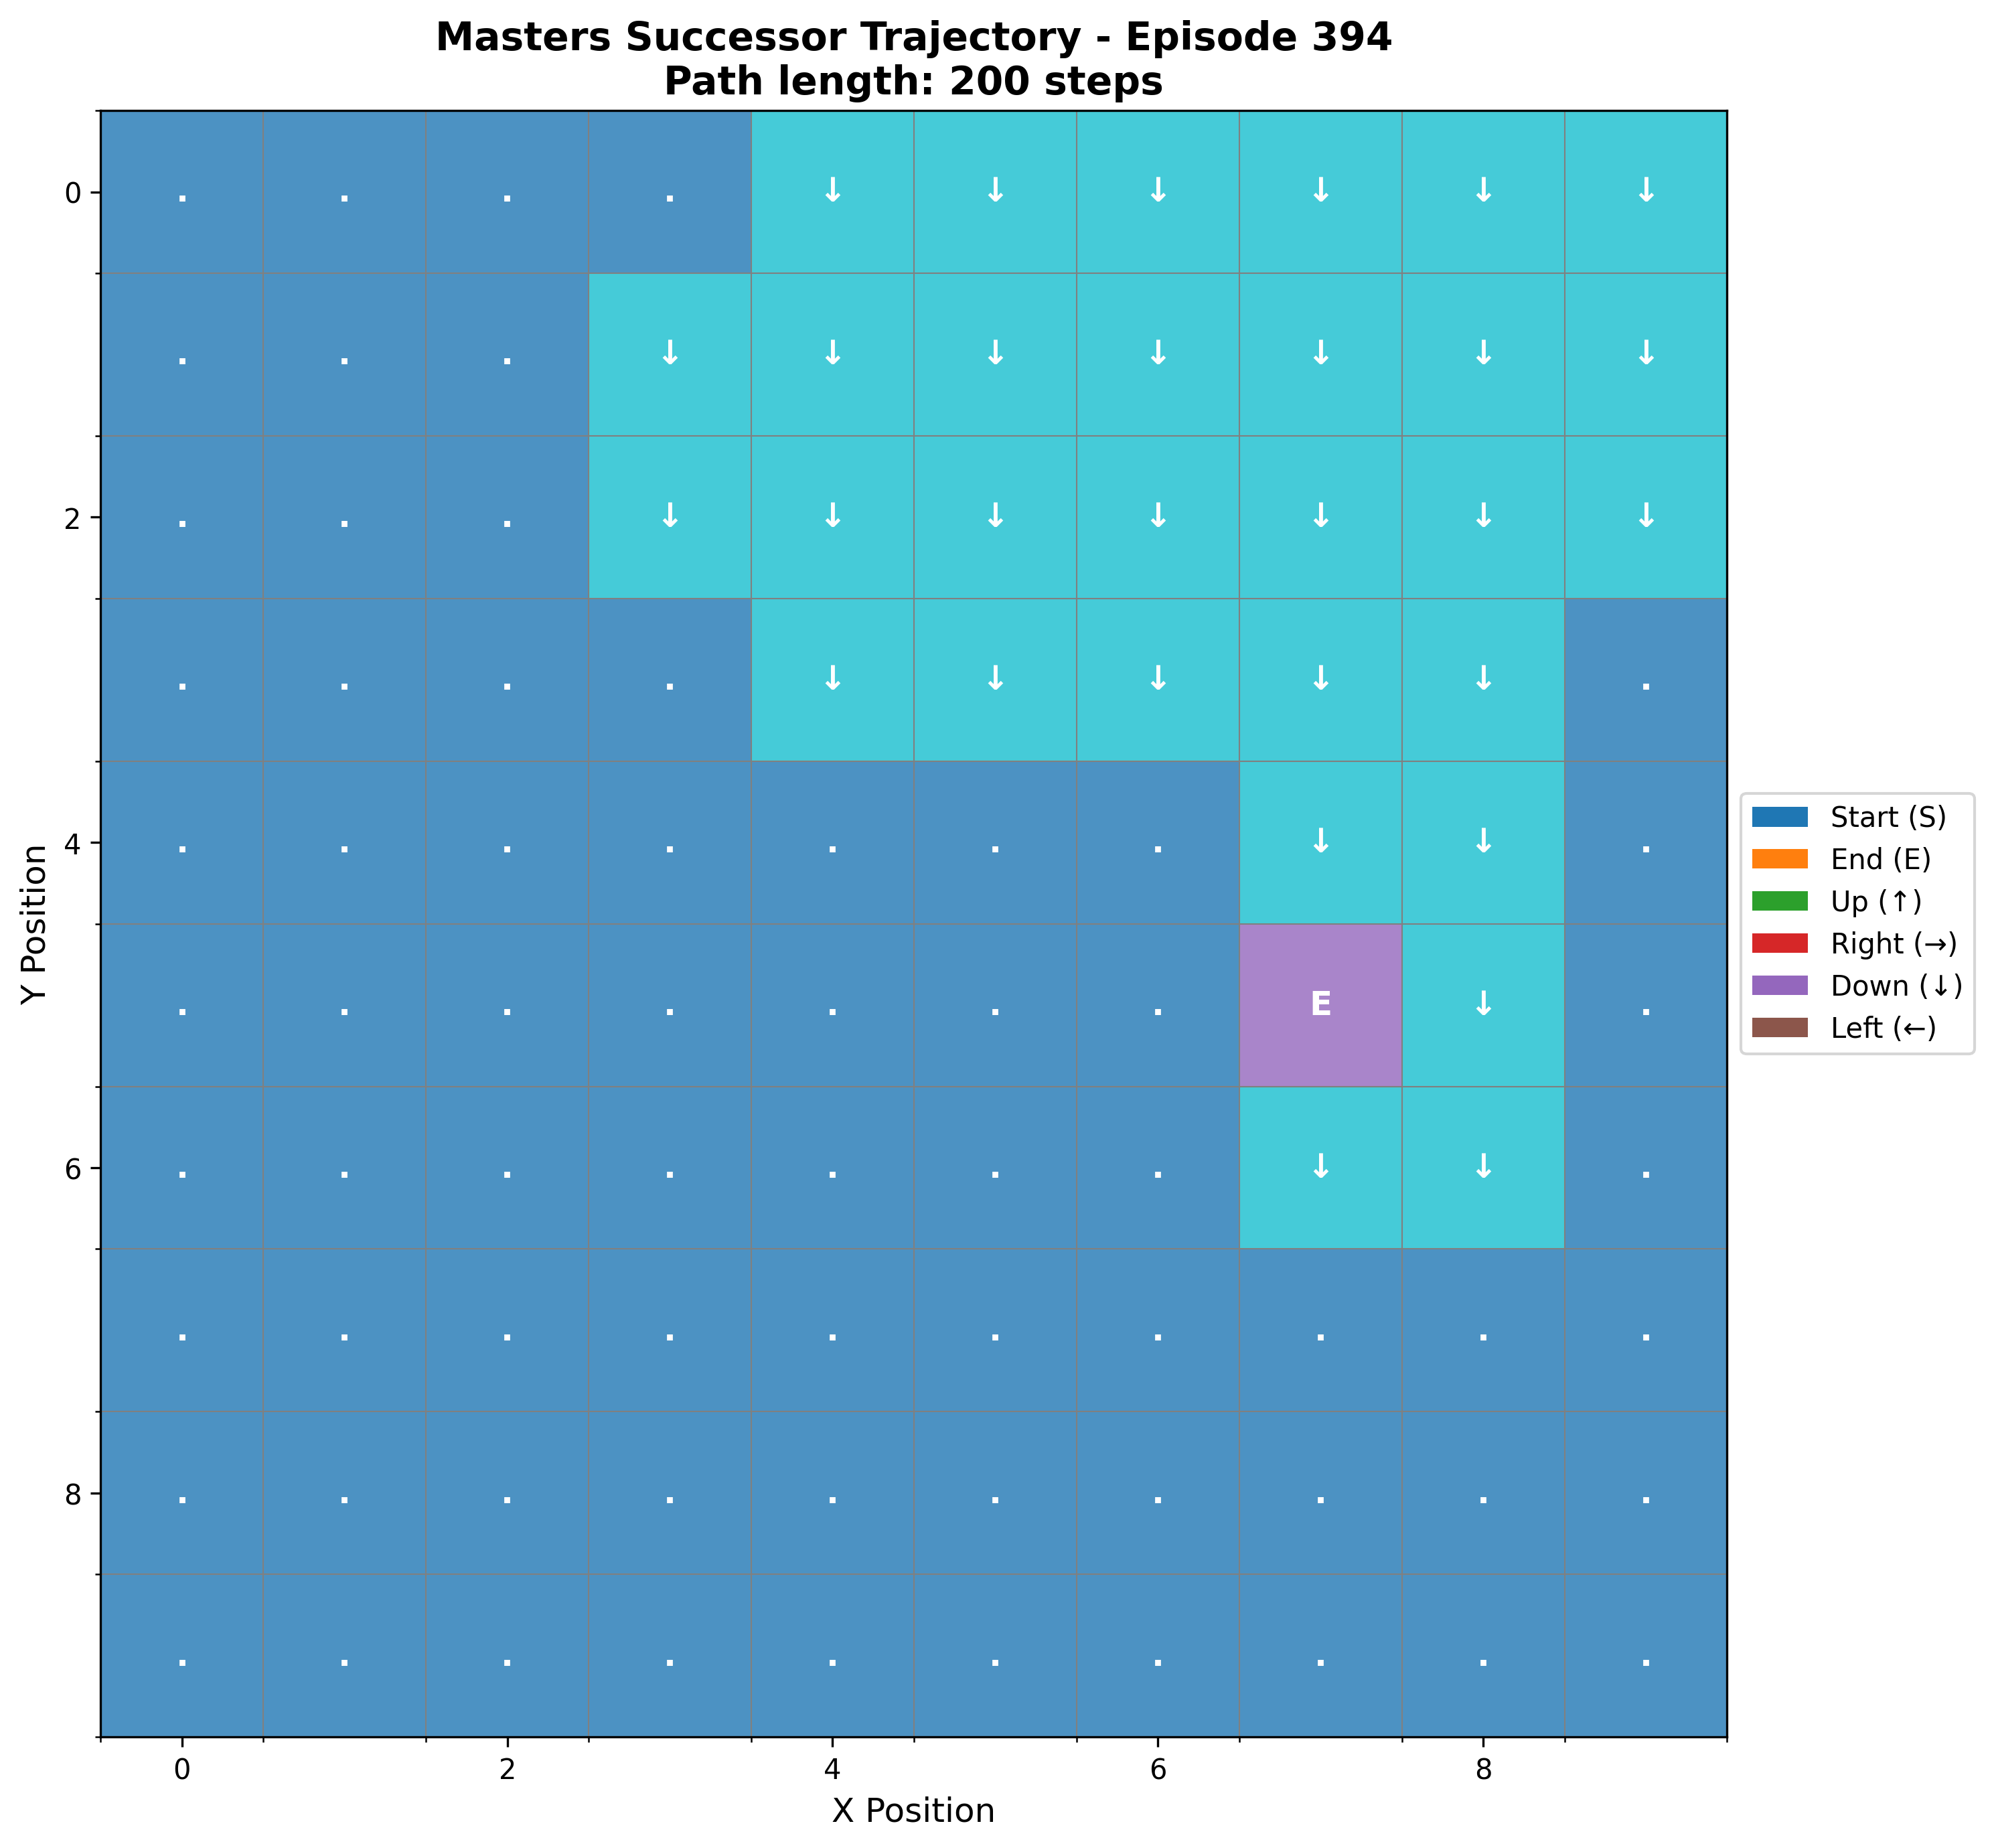 Masters Successor Trajectory - Episode 394
Path length: 200 steps
0 . . . . ↓ ↓ ↓ ↓ ↓ ↓
. . . ↓ ↓ ↓ ↓ ↓ ↓ ↓
2 . . . ↓ ↓ ↓ ↓ ↓ ↓ ↓
. . . . ↓ ↓ ↓ ↓ ↓ .
4 . . . . . . . ↓ ↓ .
. . . . . . . E ↓ .
6 . . . . . . . ↓ ↓ .
. . . . . . . . . .
8 . . . . . . . . . .
. . . . . . . . . .
0 2 4 6 8
X Position
Y Position
Start (S)
End (E)
Up (↑)
Right (→)
Down (↓)
Left (←)